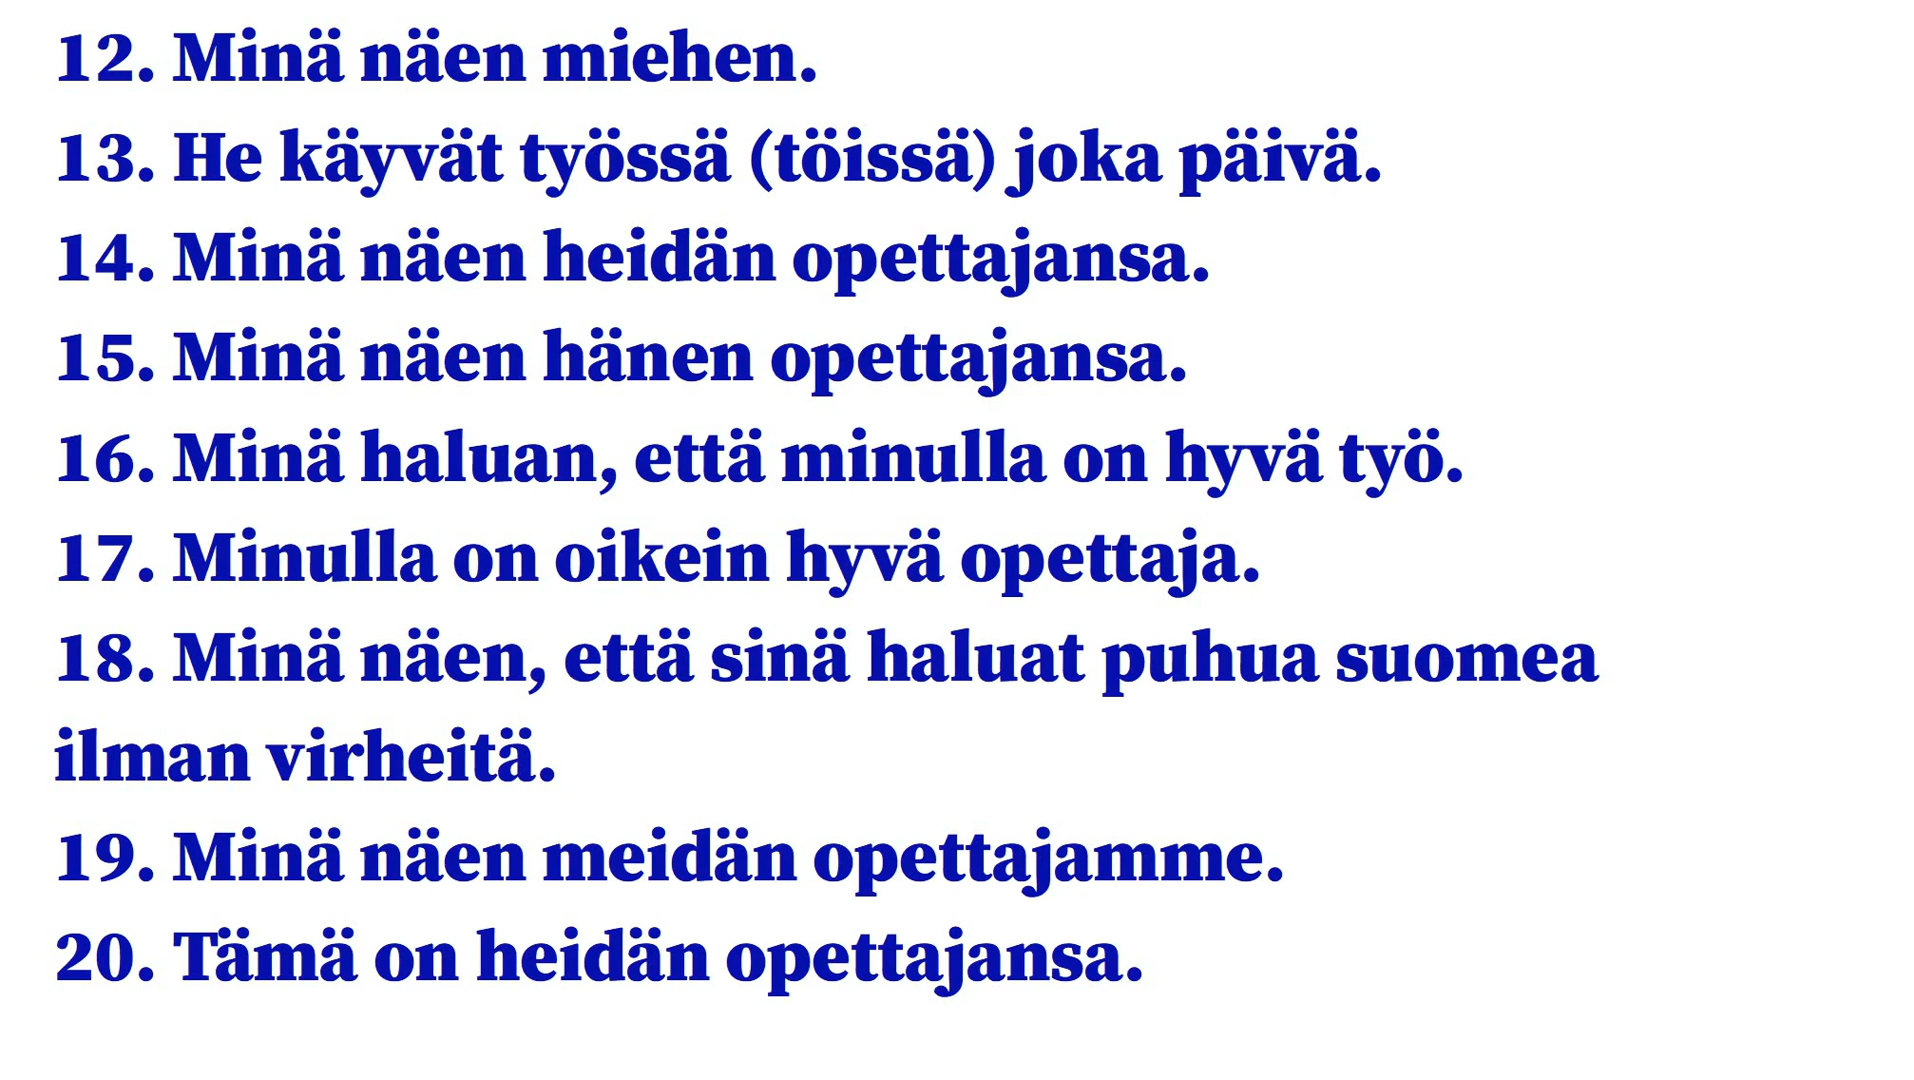 12. Minä näen miehen.
13. He käyvät työssä (töissä) joka päivä.
14. Minä näen heidän opettajansa.
15. Minä näen hänen opettajansa.
16. Minä haluan, että minulla on hyvä työ.
17. Minulla on oikein hyvä opettaja.
18. Minä näen, että sinä haluat puhua suomea
ilman virheitä.
19. Minä näen meidän opettajamme.
20. Tämä on heidän opettajansa.